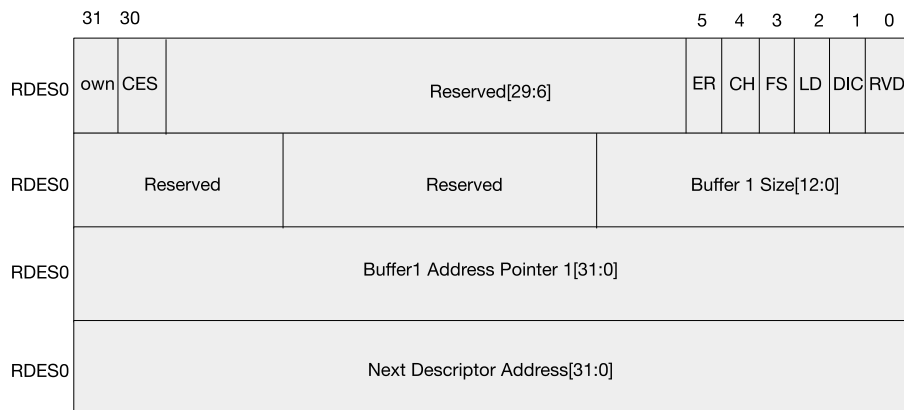 31 30 5 4 3 2 1 0
RDES0 own CES Reserved[29:6] ER CH FS LD DIC RVD
RDES0 Reserved Reserved Buffer 1 Size[12:0]
RDES0 Buffer1 Address Pointer 1[31:0]
RDES0 Next Descriptor Address[31:0]